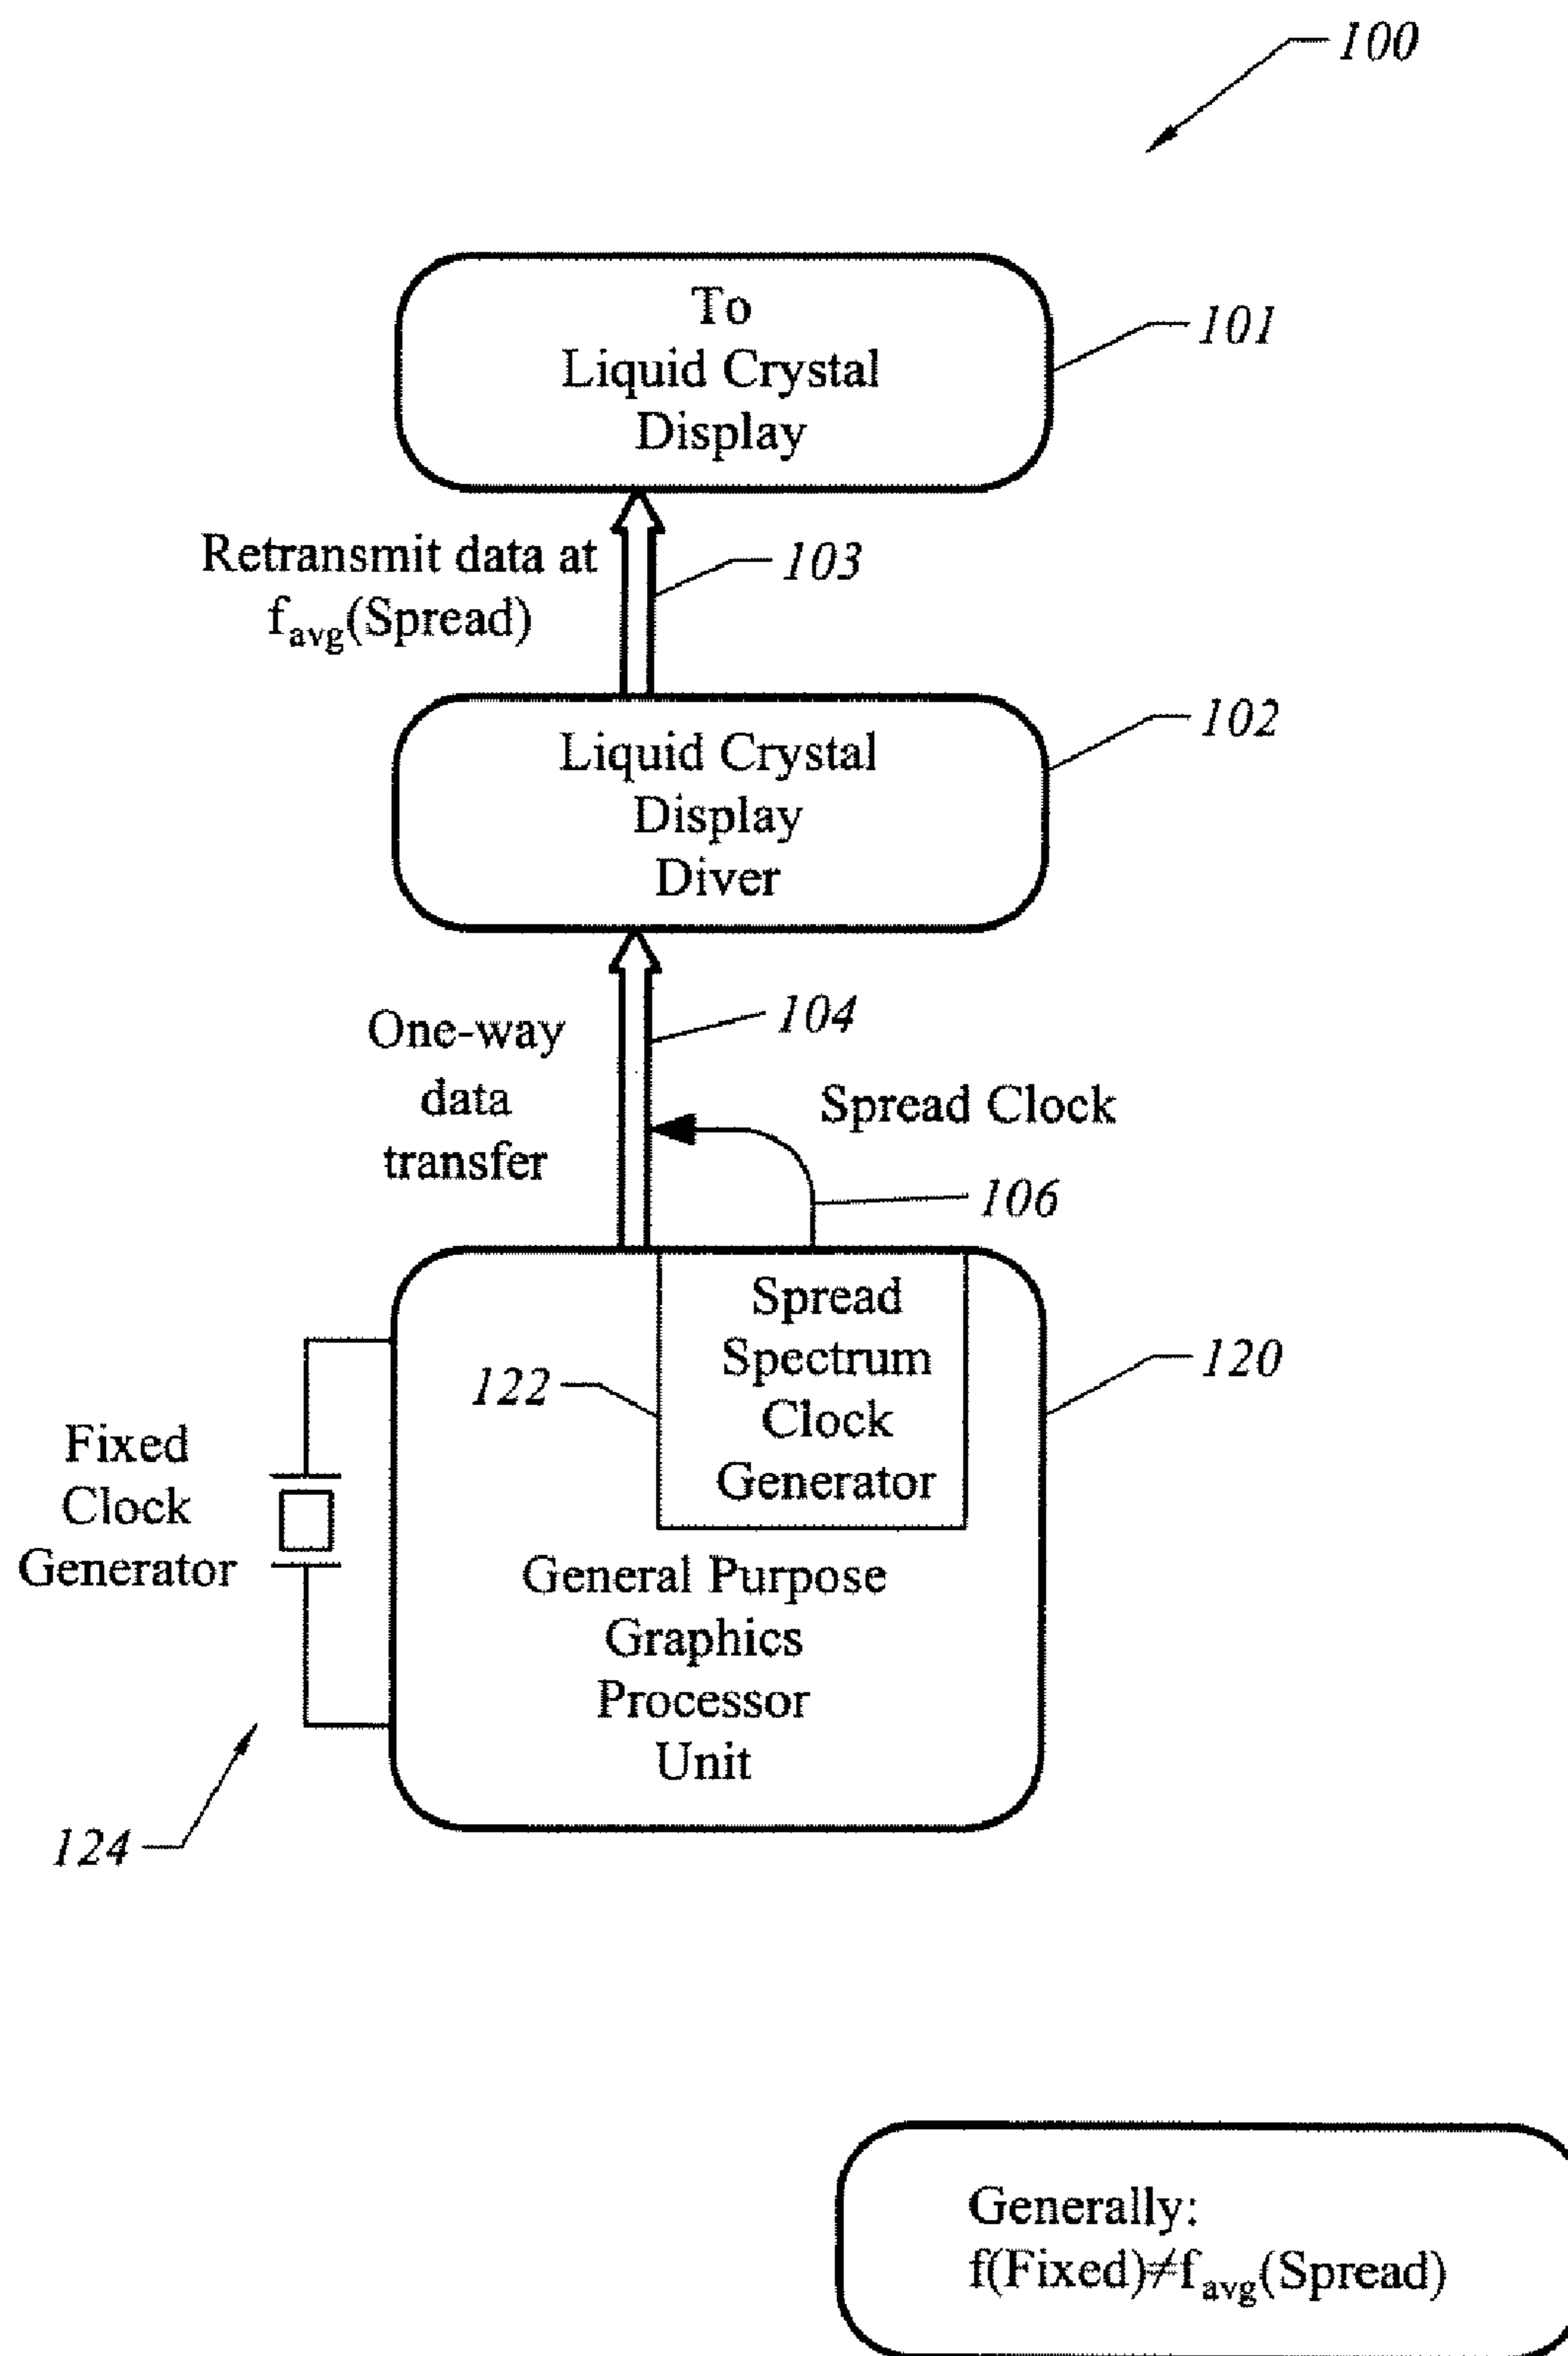 100
To
Liquid Crystal
Display
101
Retransmit data at
favg(Spread)
103
Liquid Crystal
Display
Diver
102
One-way
data
transfer
104
Spread Clock
106
Spread
Spectrum
Clock
Generator
122
120
Fixed
Clock
Generator
General Purpose
Graphics
Processor
Unit
124
Generally:
f(Fixed)≠favg(Spread)